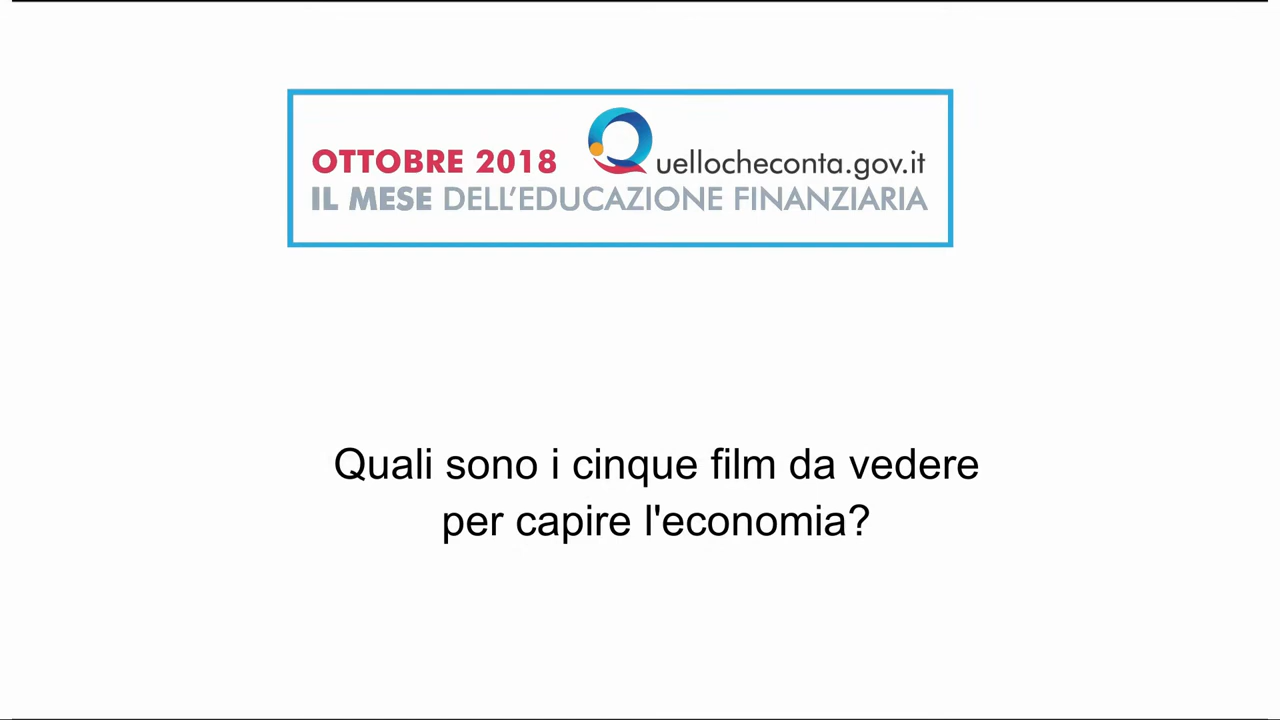 OTTOBRE 2018 Quellocheconta.gov.it
IL MESE DELL'EDUCAZIONE FINANZIARIA
Quali sono i cinque film da vedere
per capire l'economia?